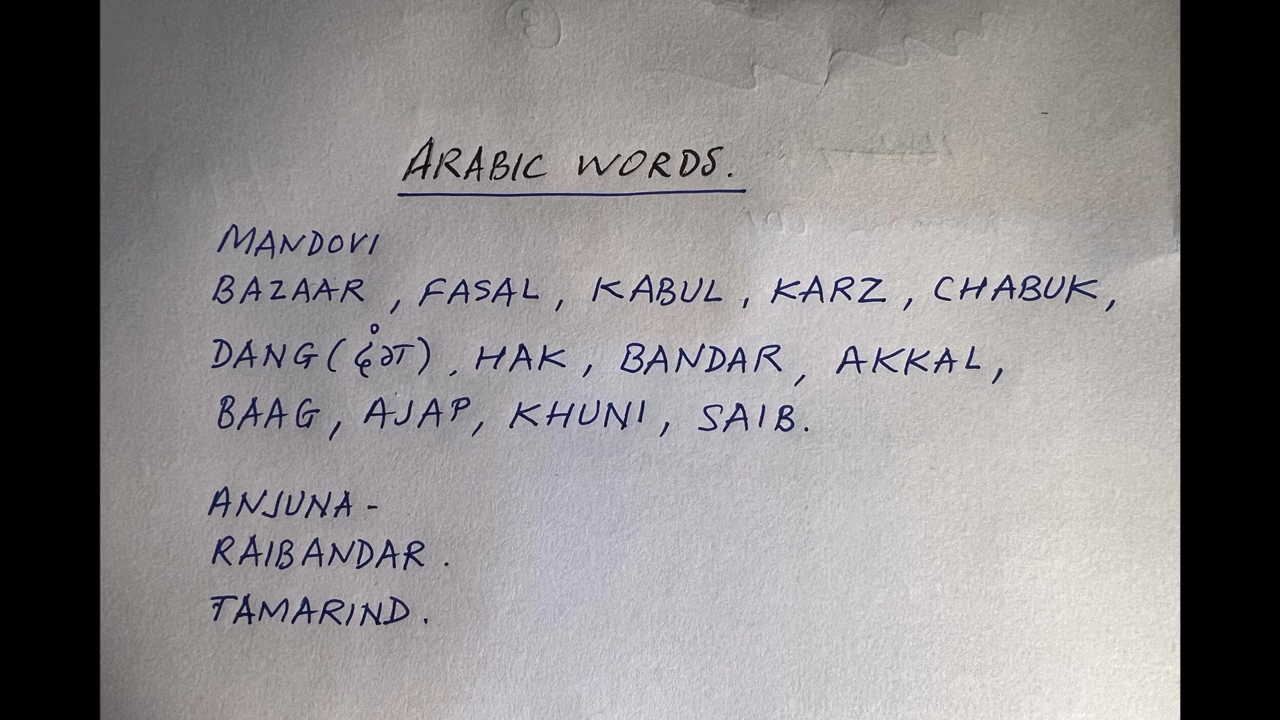 ARABIC WORDS.
MANDOVI
BAZAAR, FASAL, KABUL, KARZ, CHABUK,
DANG (दंग), HAK, BANDAR, AKKAL,
BAAG, AJAP, KHUNI, SAIB.
ANJUNA -
RAIBANDAR.
TAMARIND.